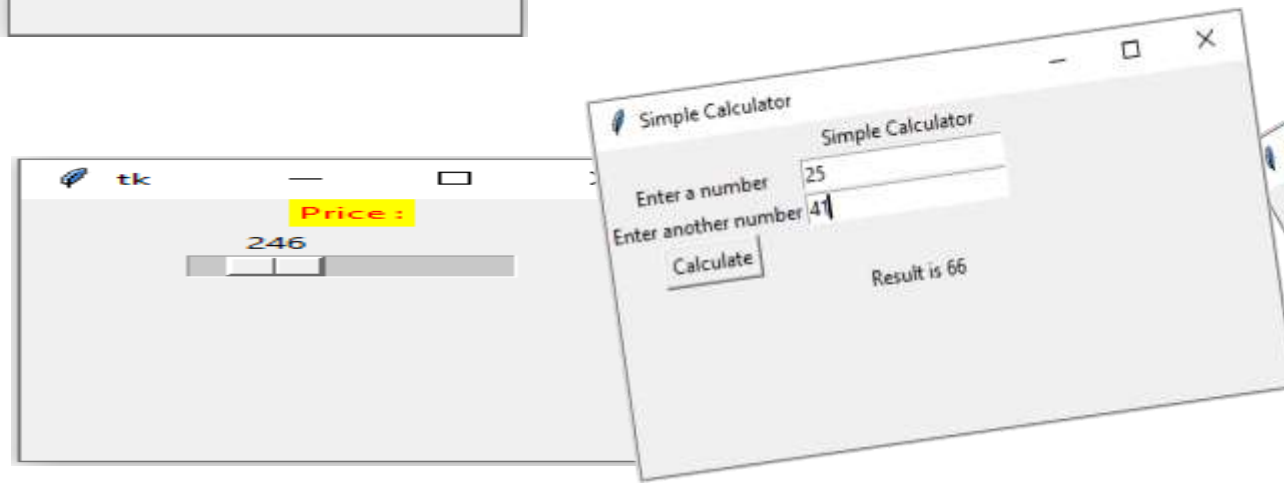 tk
Price :
246
Simple Calculator
Simple Calculator
Enter a number 25
Enter another number 41
Calculate
Result is 66